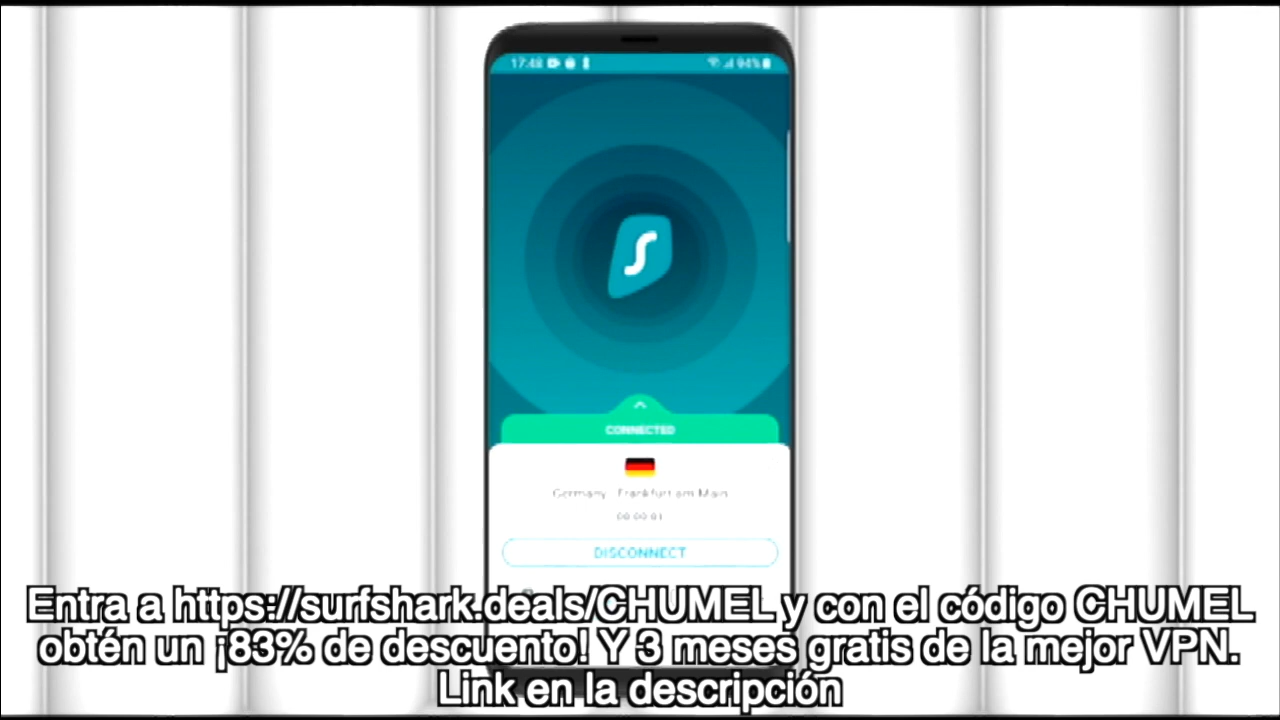 17:48
94%
CONNECTED
Germany - Frankfurt am Main
DISCONNECT
Entra a https://surfshark.deals/CHUMEL y con el código CHUMEL
obtén un ¡83% de descuento! Y 3 meses gratis de la mejor VPN.
Link en la descripción